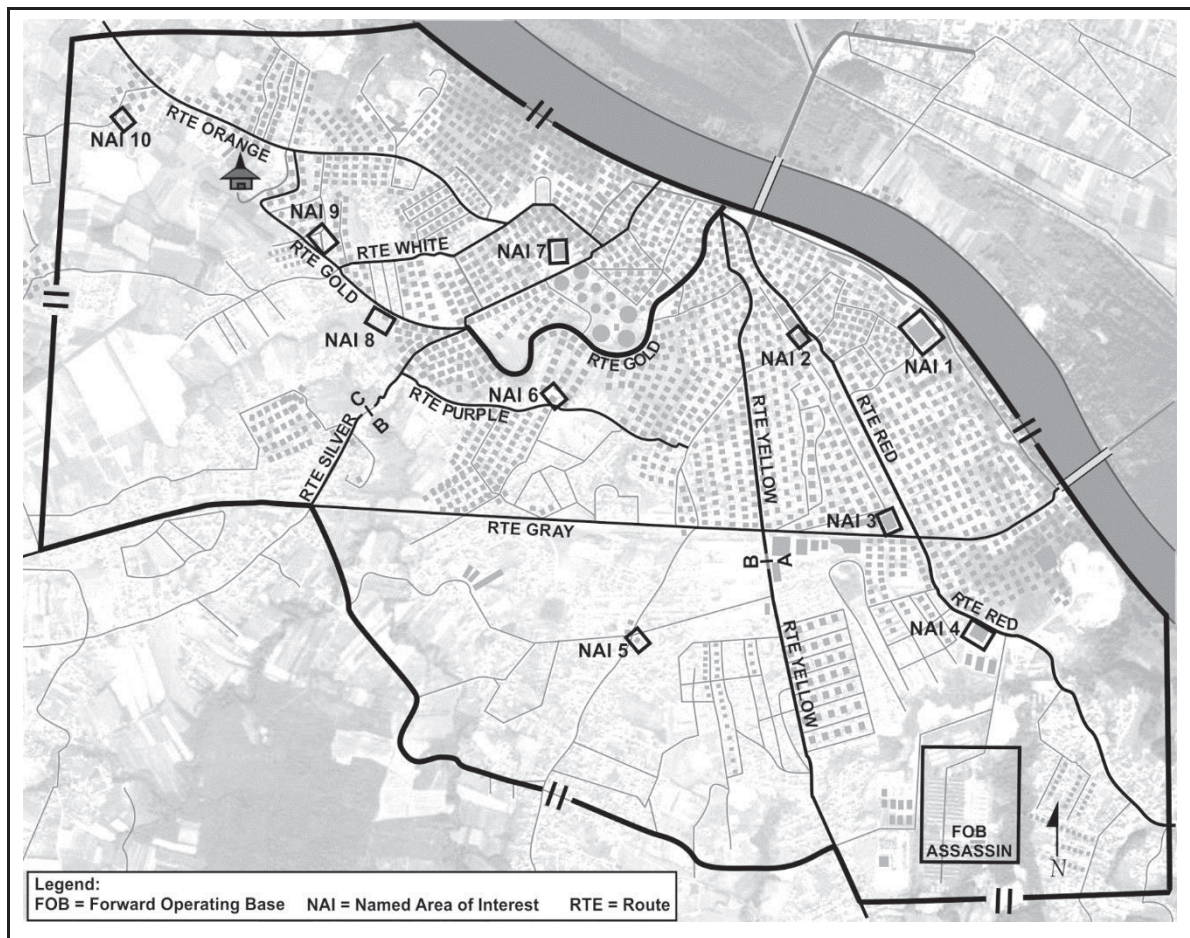 NAI 10
RTE ORANGE
NAI 9
RTE WHITE
NAI 7
RTE GOLD
NAI 8
RTE GOLD
NAI 2
NAI 1
NAI 6
RTE PURPLE
C
B
RTE SILVER
RTE YELLOW
RTE RED
NAI 3
RTE GRAY
B
A
RTE RED
NAI 4
NAI 5
RTE YELLOW
FOB
ASSASSIN
N
Legend:
FOB = Forward Operating Base NAI = Named Area of Interest RTE = Route